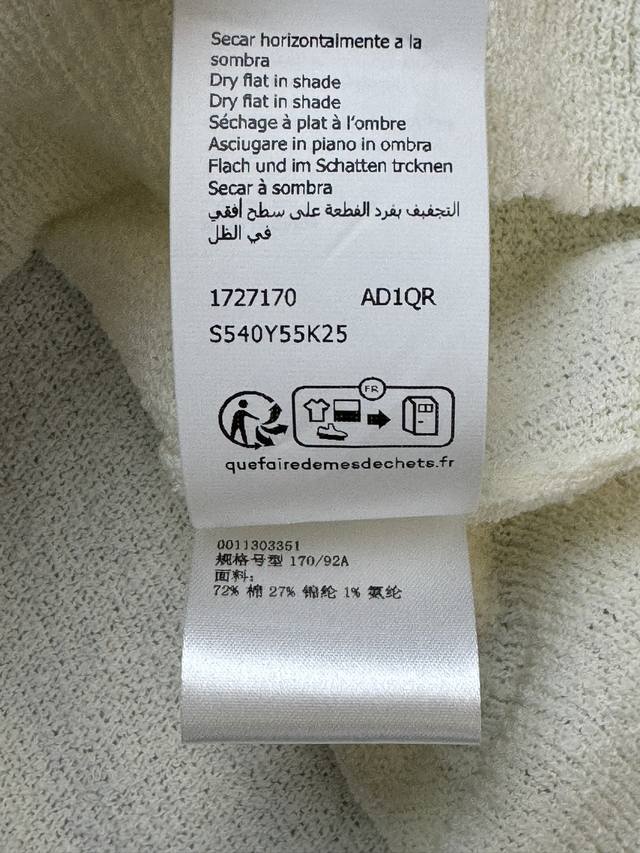 Secar horizontalmente a la
sombra
Dry flat in shade
Dry flat in shade
Séchage à plat à l'ombre
Asciugare in piano in ombra
Flach und im Schatten trcknen
Secar à sombra
التجفيف بفرد القطعة على سطح أفقي
في الظل
1727170 AD1QR
S540Y55K25
FR
quefairedemesdechets.fr
0011303351
规格号型 170/92A
面料:
72% 棉 27% 锦纶 1% 氨纶